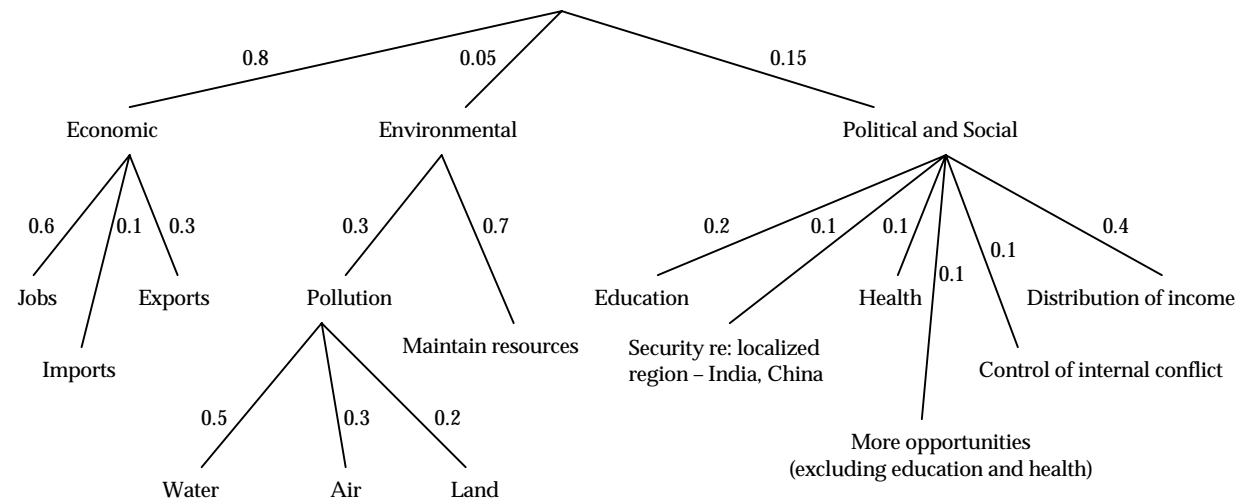 0.8
0.05
0.15
Economic
Environmental
Political and Social
0.6
0.1
0.3
0.3
0.7
0.2
0.1
0.1
0.1
0.1
0.4
Jobs
Exports
Pollution
Education
Health
Distribution of income
Imports
Maintain resources
Security re: localized
region – India, China
Control of internal conflict
0.5
0.3
0.2
More opportunities
(excluding education and health)
Water
Air
Land